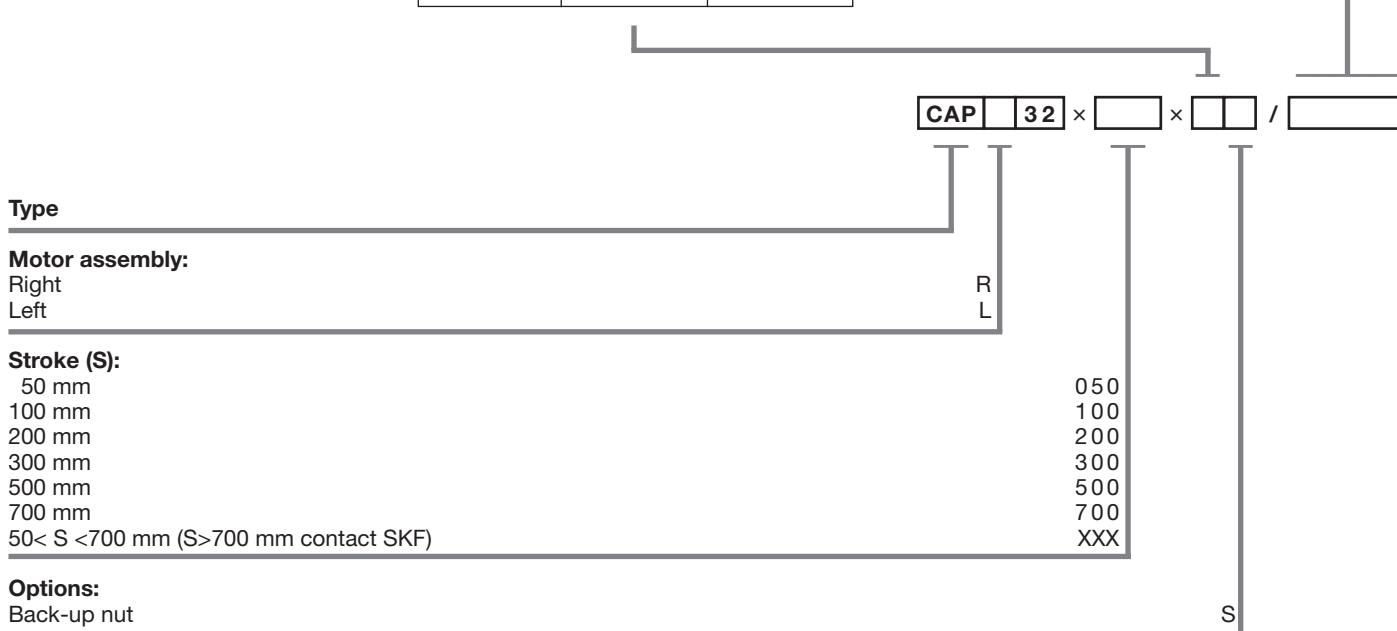 CAP 32 × × /
Type
Motor assembly:
Right R
Left L
Stroke (S):
50 mm 050
100 mm 100
200 mm 200
300 mm 300
500 mm 500
700 mm 700
50< S <700 mm (S>700 mm contact SKF) XXX
Options:
Back-up nut S